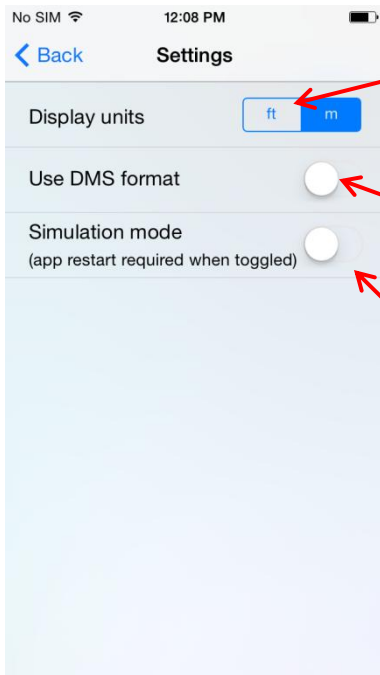 No SIM 12:08 PM
Back Settings
Display units ft m
Use DMS format
Simulation mode
(app restart required when toggled)